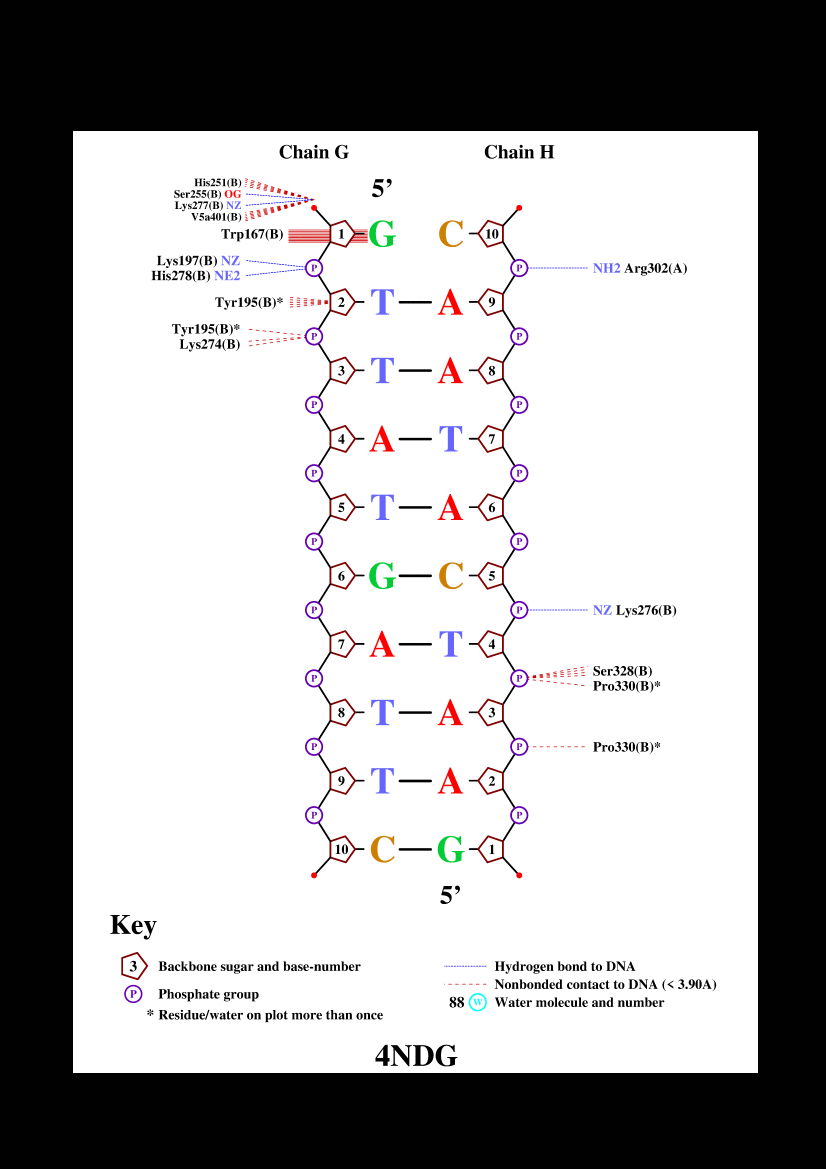 Chain G Chain H
5’
His251(B)
Ser255(B) OG
Lys277(B) NZ
V5a401(B)
Trp167(B) 1 G C 10
Lys197(B) NZ P P NH2 Arg302(A)
His278(B) NE2
Tyr195(B)* 2 T A 9
Tyr195(B)* P P
Lys274(B)
3 T A 8
P P
4 A T 7
P P
5 T A 6
P P
6 G C 5
P P NZ Lys276(B)
7 A T 4
Ser328(B)
P P
Pro330(B)*
8 T A 3
P P Pro330(B)*
9 T A 2
P P
10 C G 1
5’
Key
3 Backbone sugar and base-number
P Phosphate group
* Residue/water on plot more than once
Hydrogen bond to DNA
Nonbonded contact to DNA (< 3.90A)
88 W Water molecule and number
4NDG